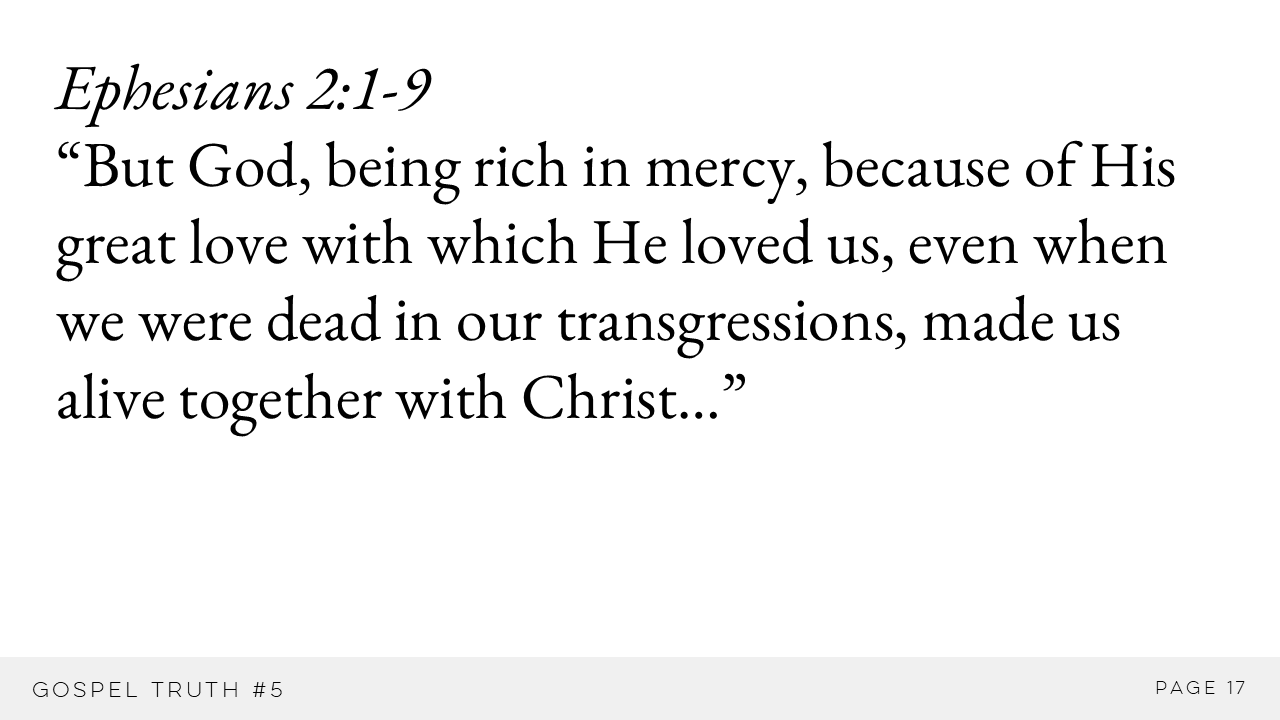 Ephesians 2:1-9
“But God, being rich in mercy, because of His
great love with which He loved us, even when
we were dead in our transgressions, made us
alive together with Christ...”
GOSPEL TRUTH #5
PAGE 17